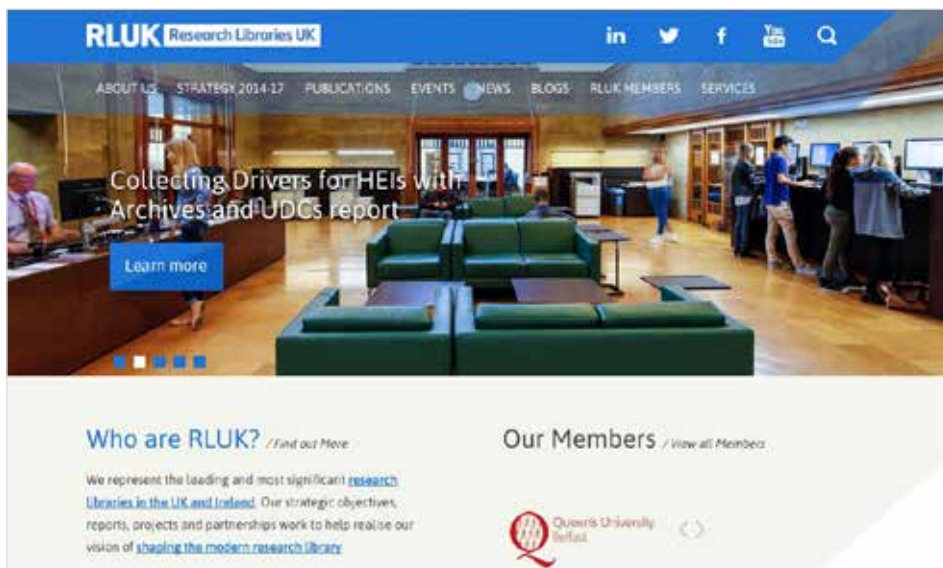 RLUK Research Libraries UK
in f You Tube
ABOUT US STRATEGY 2014-17 PUBLICATIONS EVENTS NEWS BLOGS RLUK MEMBERS SERVICES
Collecting Drivers for HEIs with
Archives and UDCs report
Learn more
Who are RLUK? / Find out More
We represent the leading and most significant research
libraries in the UK and Ireland. Our strategic objectives,
reports, projects and partnerships work to help realise our
vision of shaping the modern research library
Our Members / View all Members
Queen's University
Belfast